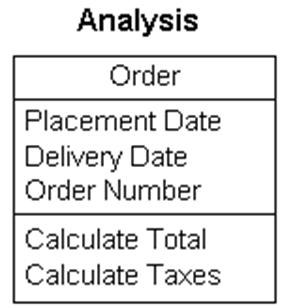 Analysis
Order
Placement Date
Delivery Date
Order Number
Calculate Total
Calculate Taxes